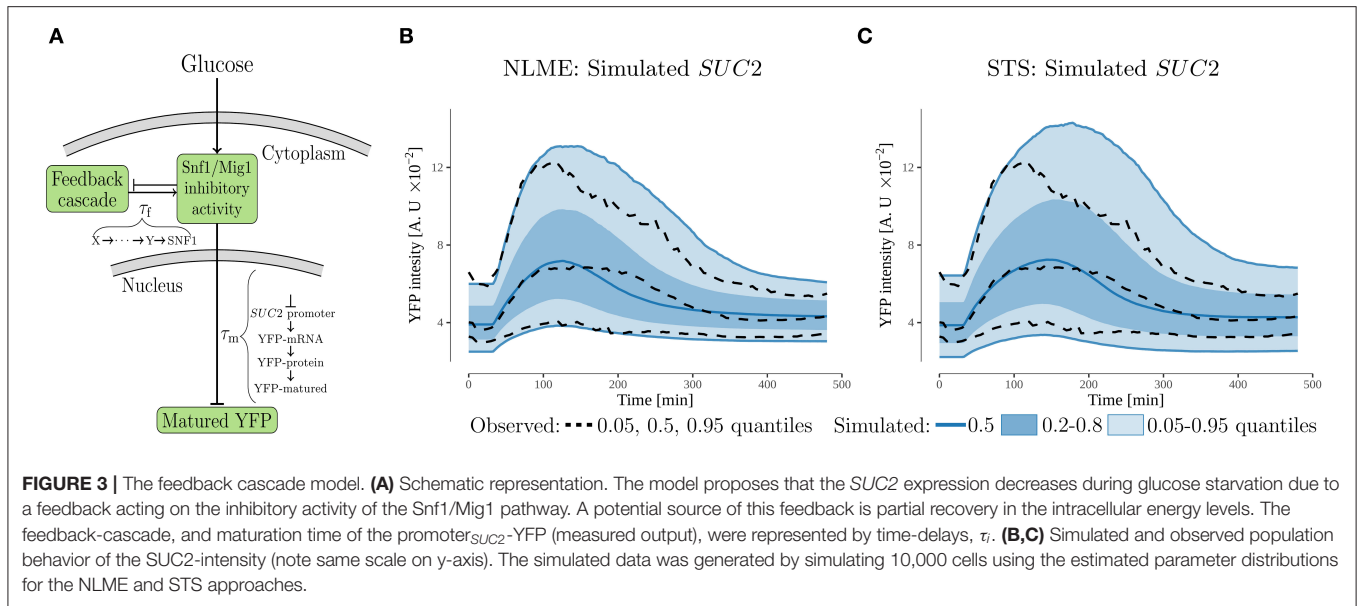 A
Glucose
Cytoplasm
Snf1/Mig1
inhibitory
activity
Feedback
cascade
τf
X→···→Y→SNF1
Nucleus
τm
SUC2 promoter
YFP-mRNA
YFP-protein
YFP-matured
Matured YFP
B
NLME: Simulated SUC2
YFP intesity [A. U ×10⁻²]
12
8
4
0
100
200
300
400
500
Time [min]
C
STS: Simulated SUC2
YFP intensity [A. U ×10⁻²]
12
8
4
0
100
200
300
400
500
Time [min]
Observed: 0.05, 0.5, 0.95 quantiles Simulated: 0.5 0.2-0.8 0.05-0.95 quantiles
FIGURE 3 | The feedback cascade model. (A) Schematic representation. The model proposes that the SUC2 expression decreases during glucose starvation due to
a feedback acting on the inhibitory activity of the Snf1/Mig1 pathway. A potential source of this feedback is partial recovery in the intracellular energy levels. The
feedback-cascade, and maturation time of the promoterSUC2-YFP (measured output), were represented by time-delays, τi. (B,C) Simulated and observed population
behavior of the SUC2-intensity (note same scale on y-axis). The simulated data was generated by simulating 10,000 cells using the estimated parameter distributions
for the NLME and STS approaches.